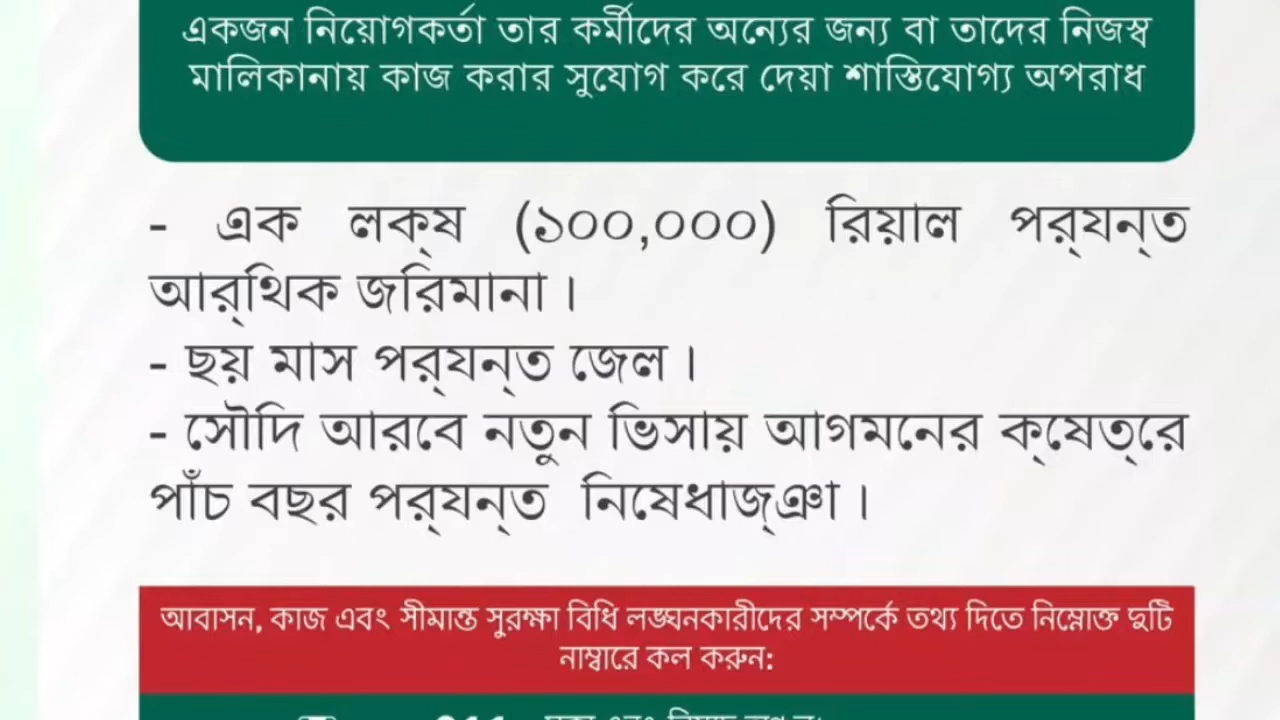 একজন নিয়োগকর্তা তার কর্মীদের অন্যের জন্য বা তাদের নিজস্ব
মালিকানায় কাজ করার সুযোগ করে দেয়া শাস্তিযোগ্য অপরাধ
- এক লক্‌ষ (১০০,০০০) রিয়াল পর্‌যন্‌ত
আর্‌থিক জরিমানা।
- ছয় মাস পর্‌যন্‌ত জেল।
- সৌদি আরবে নতুন ভিসায় আগমনের ক্‌ষেত্‌রে
পাঁচ বছর পর্‌যন্‌ত নিষেধাজ্‌ঞা।
আবাসন, কাজ এবং সীমান্ত সুরক্ষা বিধি লঙ্ঘনকারীদের সম্পর্কে তথ্য দিতে নিম্নোক্ত দুটি
নাম্বারে কল করুন: